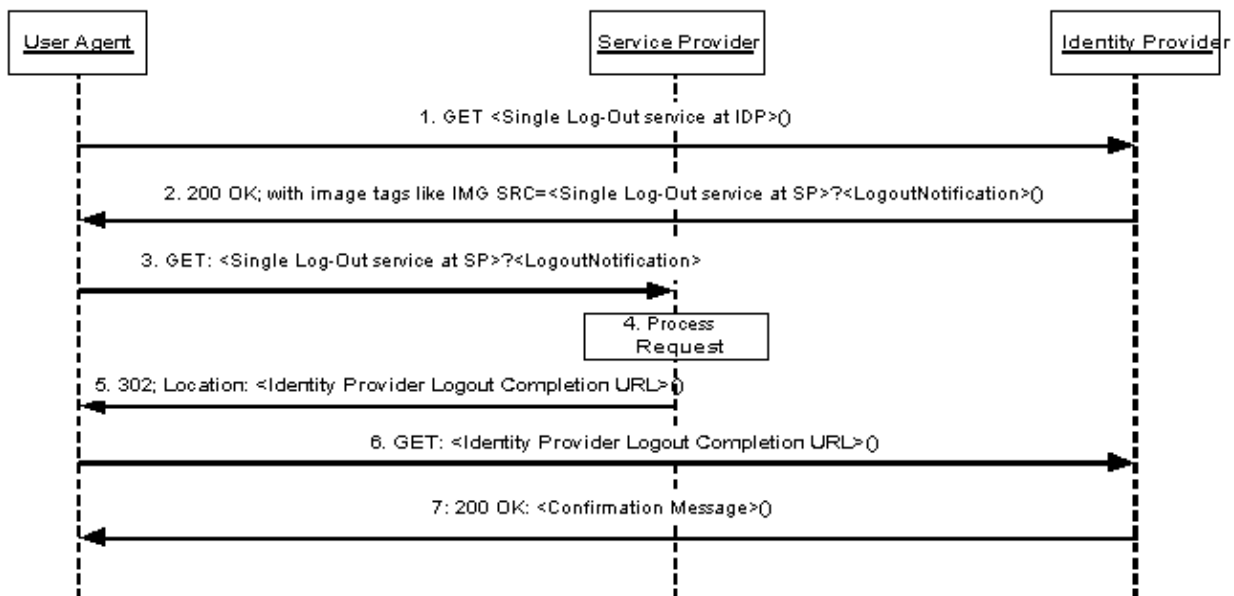 User Agent
Service Provider
Identity Provider
1. GET <Single Log-Out service at IDP>()
2. 200 OK; with image tags like IMG SRC=<Single Log-Out service at SP>?<LogoutNotification>()
3. GET: <Single Log-Out service at SP>?<LogoutNotification>
4. Process
Request
5. 302; Location: <Identity Provider Logout Completion URL>()
6. GET: <Identity Provider Logout Completion URL>()
7: 200 OK: <Confirmation Message>()